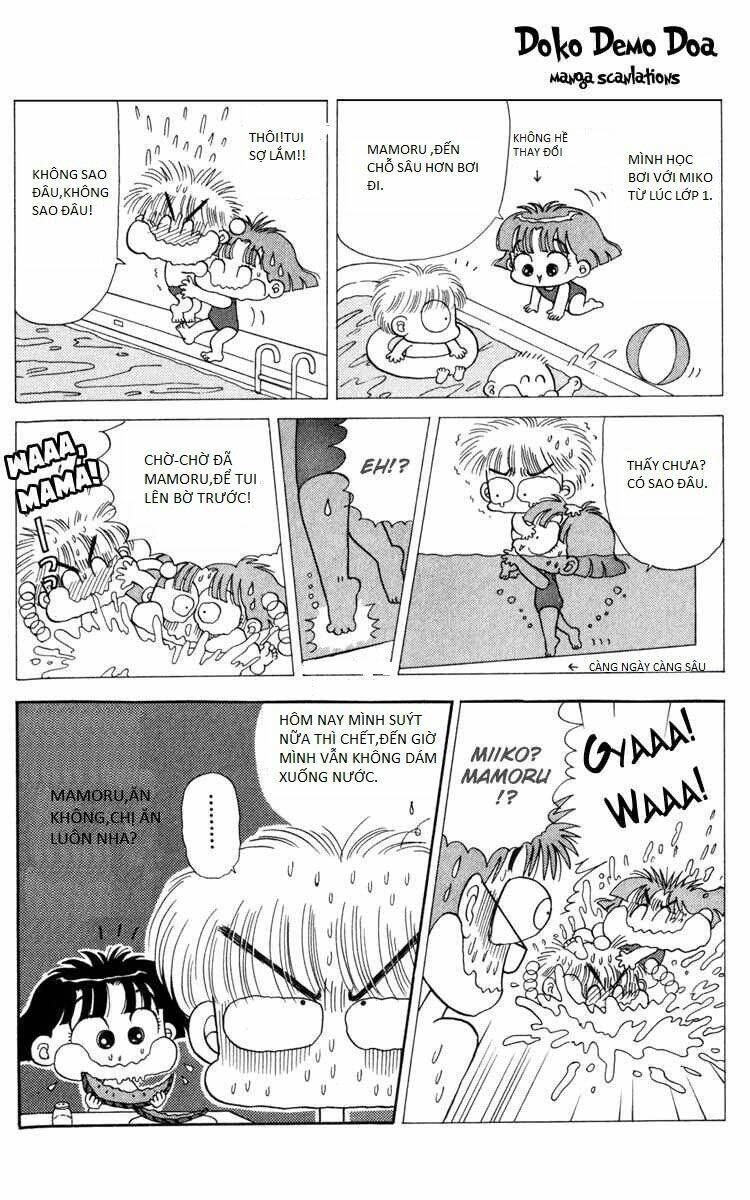 Doko Demo Doa
manga scanlations
MÌNH HỌC
BƠI VỚI MIKO
TỪ LÚC LỚP 1.
KHÔNG HỀ
THAY ĐỔI
MAMORU ,ĐẾN
CHỖ SÂU HƠN BƠI
ĐI.
THÔI!TUI
SỢ LẮM!!
KHÔNG SAO
ĐÂU,KHÔNG
SAO ĐÂU!
THẤY CHƯA?
CÓ SAO ĐÂU.
← CÀNG NGÀY CÀNG SÂU
EH!?
CHỜ-CHỜ ĐÃ
MAMORU,ĐỂ TUI
LÊN BỜ TRƯỚC!
WAAA,
MAMÁ!
GYAAA!
WAAA!
MIIKO?
MAMORU
!?
HÔM NAY MÌNH SUÝT
NỮA THÌ CHẾT,ĐẾN GIỜ
MÌNH VẪN KHÔNG DÁM
XUỐNG NƯỚC.
MAMORU,ĂN
KHÔNG,CHỊ ĂN
LUÔN NHA?